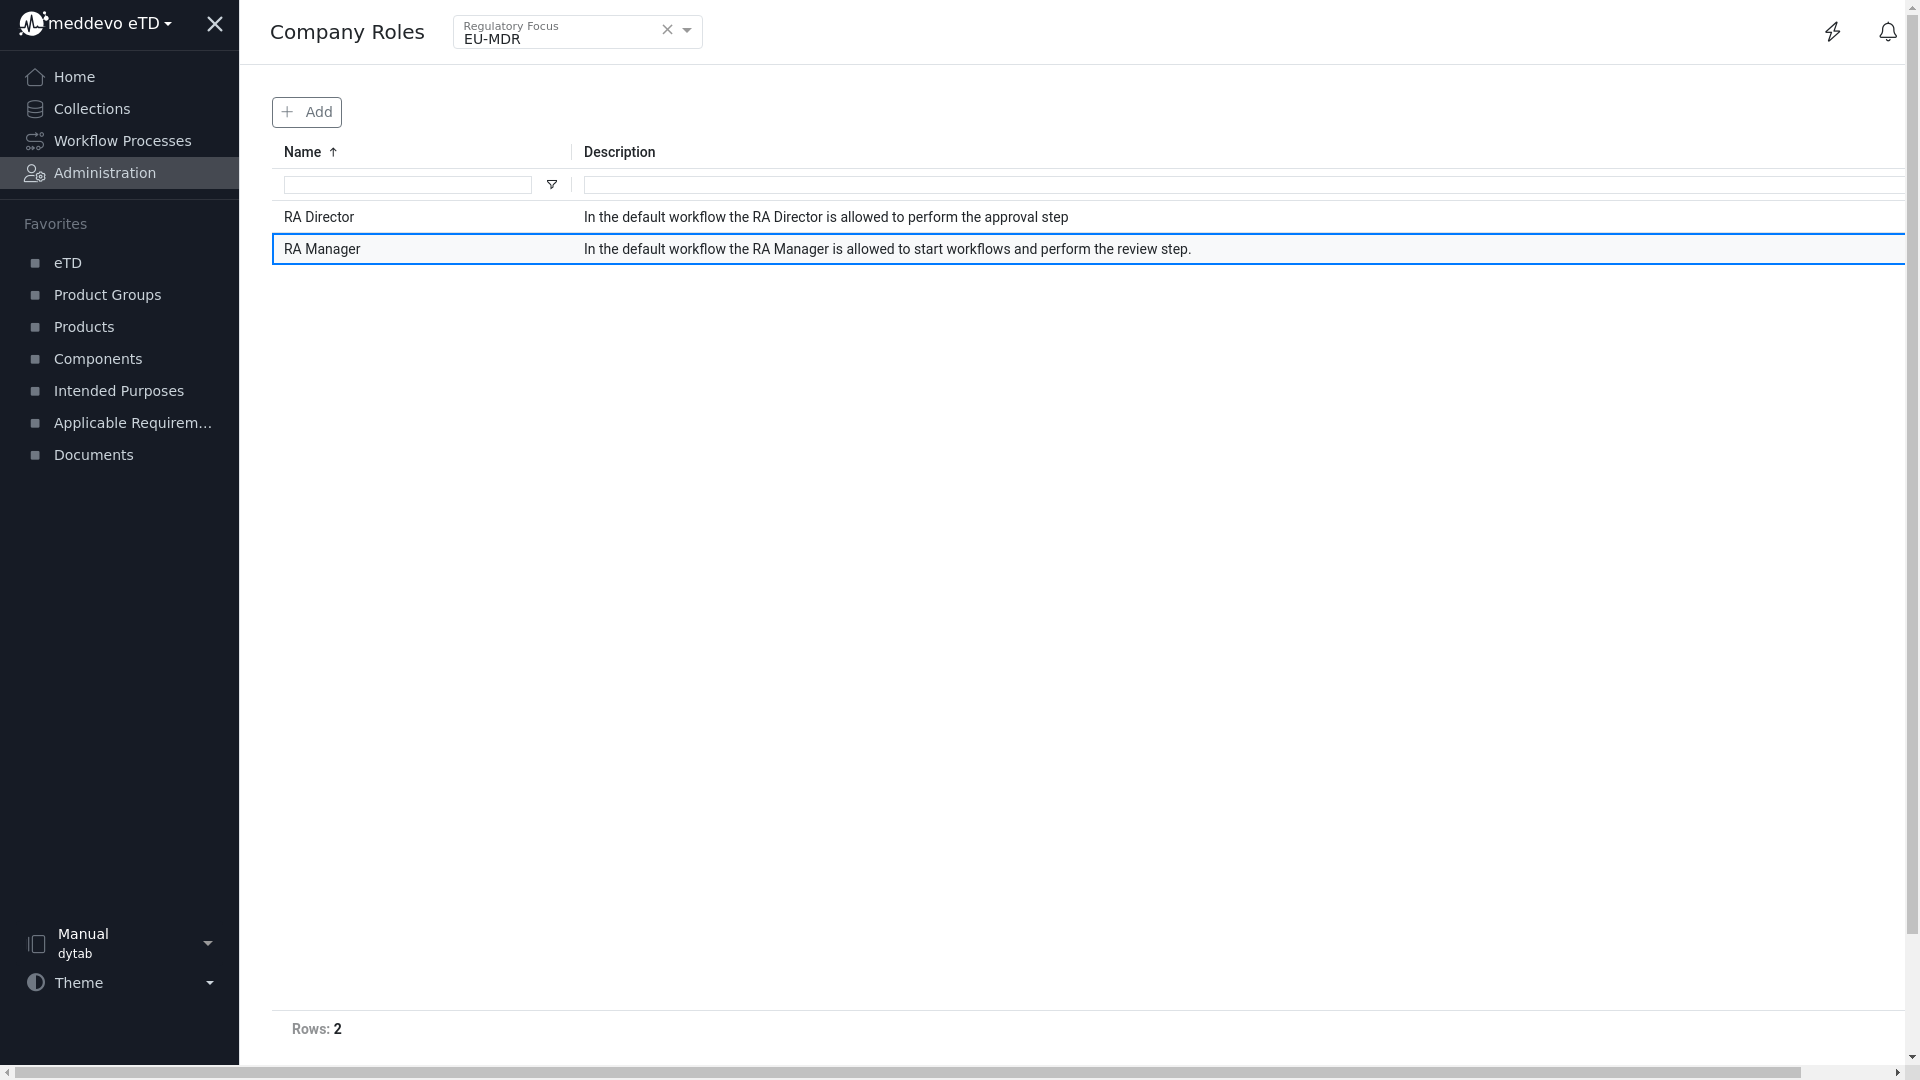 meddevo eTD
Home
Collections
Workflow Processes
Administration
Favorites
eTD
Product Groups
Products
Components
Intended Purposes
Applicable Requirem...
Documents
Manual
dytab
Theme
Company Roles
Regulatory Focus
EU-MDR
Add
Name
Description
RA Director
In the default workflow the RA Director is allowed to perform the approval step
RA Manager
In the default workflow the RA Manager is allowed to start workflows and perform the review step.
Rows: 2